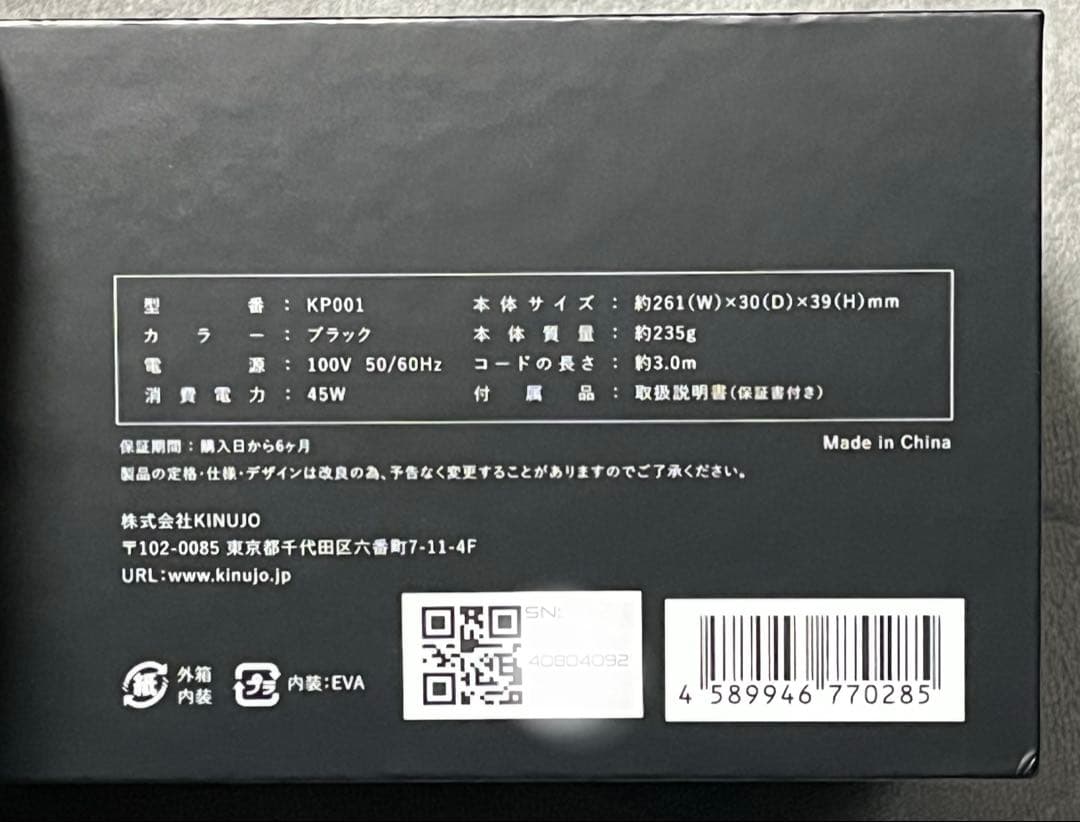 型番：KP001
カラー：ブラック
電源：100V 50/60Hz
消費電力：45W
本体サイズ：約261(W)×30(D)×39(H)mm
本体質量：約235g
コードの長さ：約3.0m
付属品：取扱説明書(保証書付き)
保証期間：購入日から6ヶ月
Made in China
製品の定格・仕様・デザインは改良の為、予告なく変更することがありますのでご了承ください。
株式会社KINUJO
〒102-0085 東京都千代田区六番町7-11-4F
URL:www.kinujo.jp
紙
外箱
内装
プラ
内装:EVA
SN:
40804092
4 589946 770285